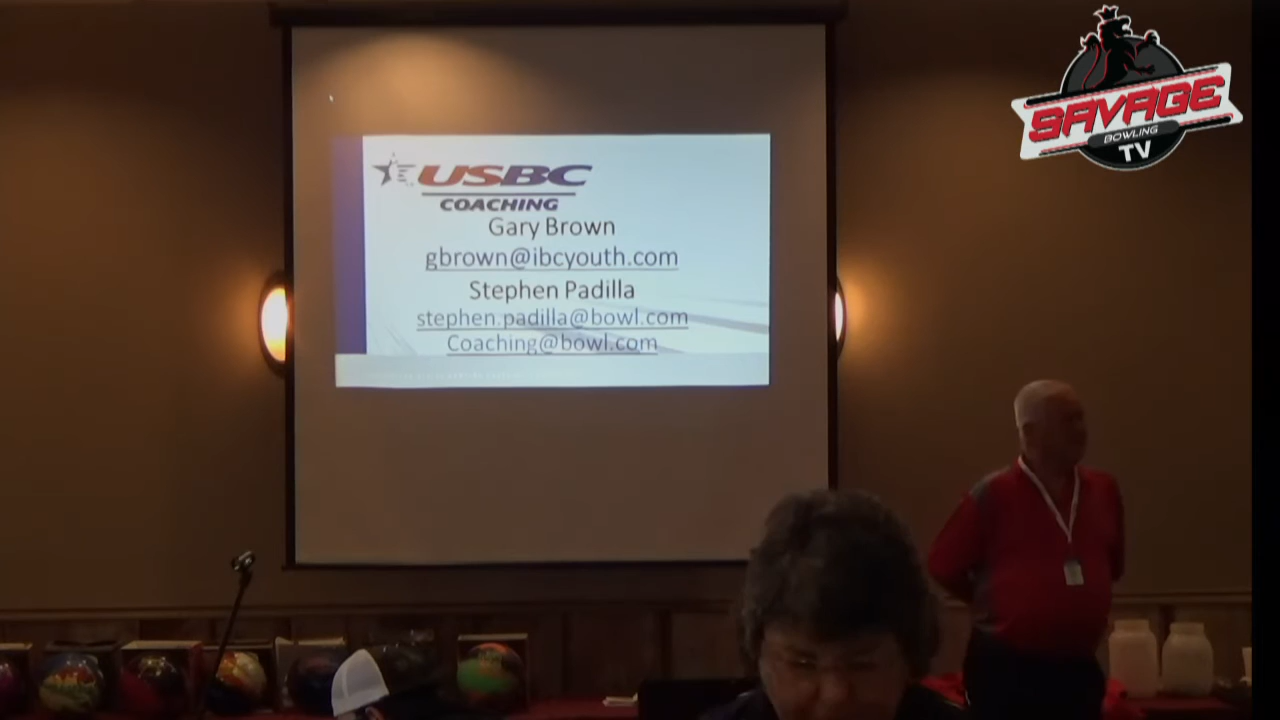 USBC
COACHING
Gary Brown
gbrown@ibcyouth.com
Stephen Padilla
stephen.padilla@bowl.com
Coaching@bowl.com
SAVAGE
BOWLING
TV